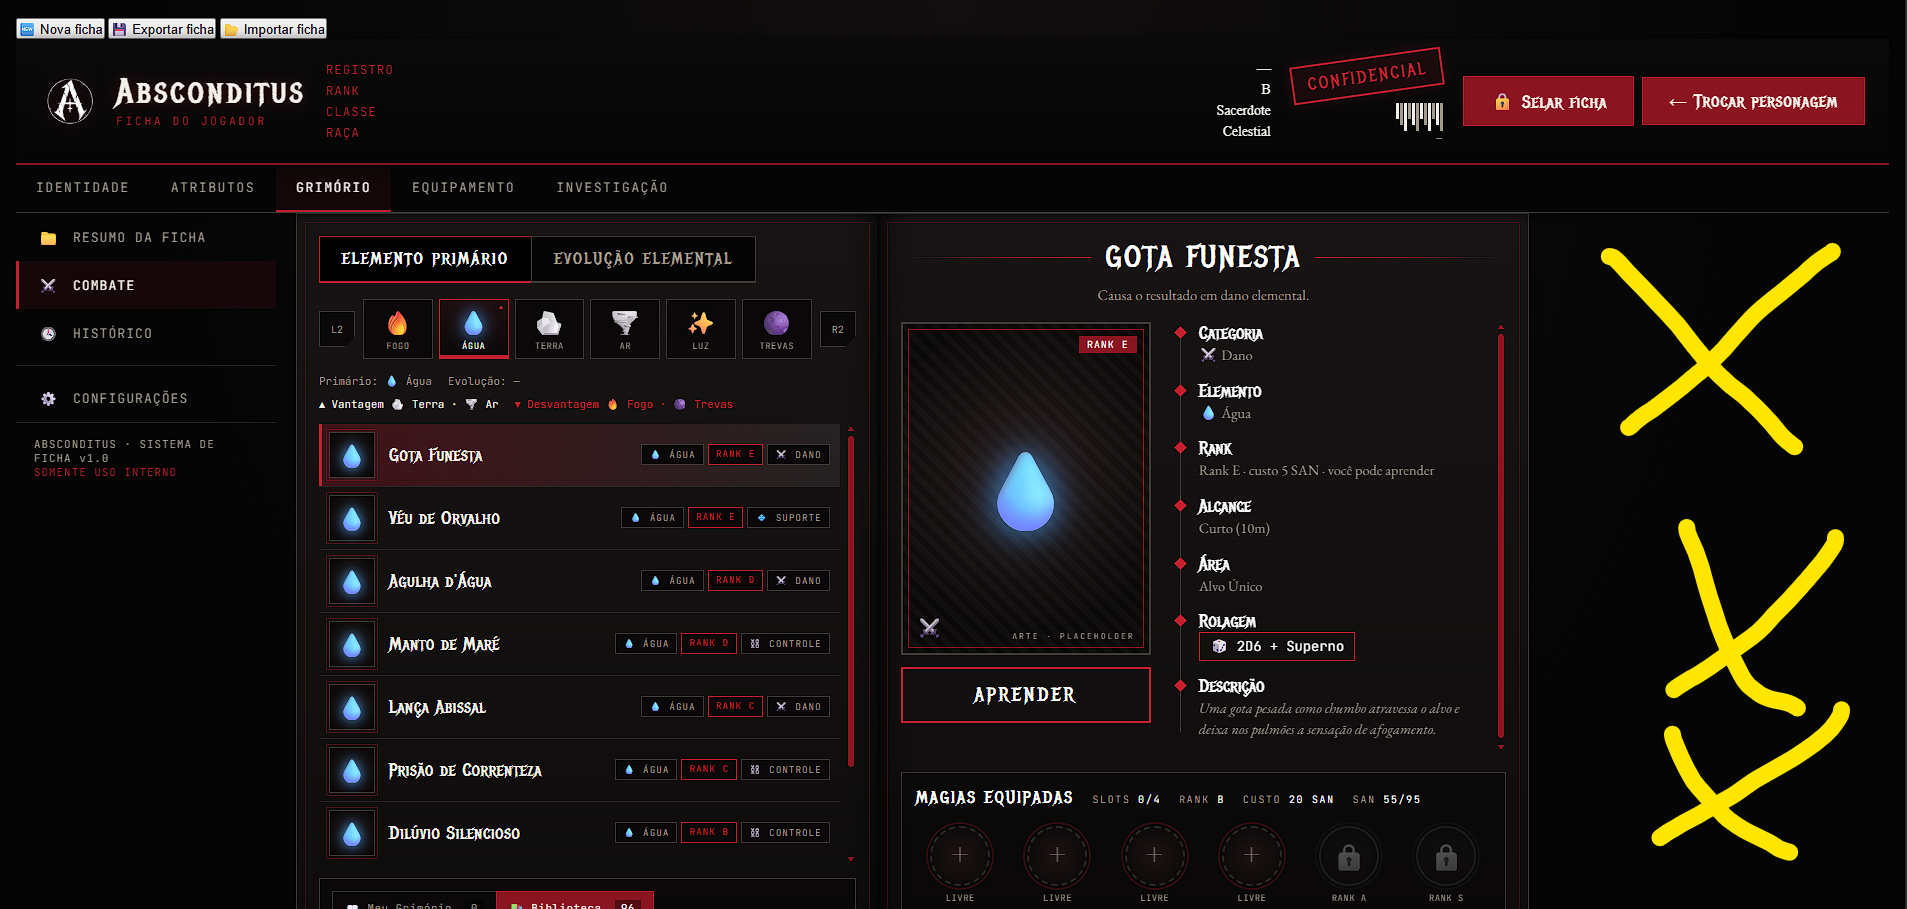 Nova ficha
Exportar ficha
Importar ficha
ABSCONDITUS
FICHA DO JOGADOR
REGISTRO
RANK
CLASSE
RAÇA
—
B
Sacerdote
Celestial
CONFIDENCIAL
SELAR FICHA
← TROCAR PERSONAGEM
IDENTIDADE
ATRIBUTOS
GRIMÓRIO
EQUIPAMENTO
INVESTIGAÇÃO
RESUMO DA FICHA
COMBATE
HISTÓRICO
CONFIGURAÇÕES
ABSCONDITUS · SISTEMA DE
FICHA v1.0
SOMENTE USO INTERNO
ELEMENTO PRIMÁRIO
EVOLUÇÃO ELEMENTAL
L2
FOGO
ÁGUA
TERRA
AR
LUZ
TREVAS
R2
Primário: Água Evolução: —
▲ Vantagem Terra · Ar ▼ Desvantagem Fogo · Trevas
GOTA FUNESTA
ÁGUA RANK E DANO
VÉU DE ORVALHO
ÁGUA RANK E SUPORTE
AGULHA D'ÁGUA
ÁGUA RANK D DANO
MANTO DE MARÉ
ÁGUA RANK D CONTROLE
LANÇA ABISSAL
ÁGUA RANK C DANO
PRISÃO DE CORRENTEZA
ÁGUA RANK C CONTROLE
DILÚVIO SILENCIOSO
ÁGUA RANK B CONTROLE
Meu Grimório 0
Biblioteca 96
GOTA FUNESTA
Causa o resultado em dano elemental.
RANK E
ARTE · PLACEHOLDER
APRENDER
CATEGORIA
Dano
ELEMENTO
Água
RANK
Rank E · custo 5 SAN · você pode aprender
ALCANCE
Curto (10m)
ÁREA
Alvo Único
ROLAGEM
2D6 + Superno
DESCRIÇÃO
Uma gota pesada como chumbo atravessa o alvo e
deixa nos pulmões a sensação de afogamento.
MAGIAS EQUIPADAS
SLOTS 0/4 RANK B CUSTO 20 SAN SAN 55/95
LIVRE
LIVRE
LIVRE
LIVRE
RANK A
RANK S